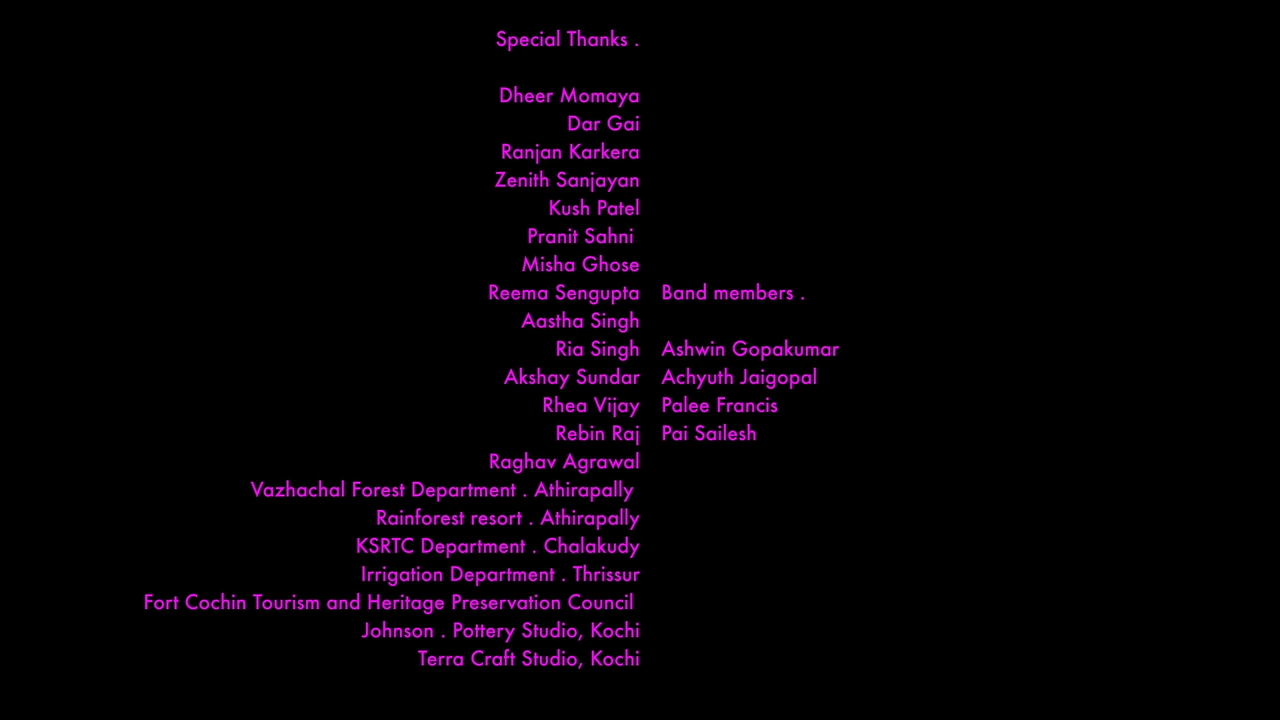 Special Thanks .
Dheer Momaya
Dar Gai
Ranjan Karkera
Zenith Sanjayan
Kush Patel
Pranit Sahni
Misha Ghose
Reema Sengupta
Aastha Singh
Ria Singh
Akshay Sundar
Rhea Vijay
Rebin Raj
Raghav Agrawal
Vazhachal Forest Department . Athirapally
Rainforest resort . Athirapally
KSRTC Department . Chalakudy
Irrigation Department . Thrissur
Fort Cochin Tourism and Heritage Preservation Council
Johnson . Pottery Studio, Kochi
Terra Craft Studio, Kochi
Band members .
Ashwin Gopakumar
Achyuth Jaigopal
Palee Francis
Pai Sailesh